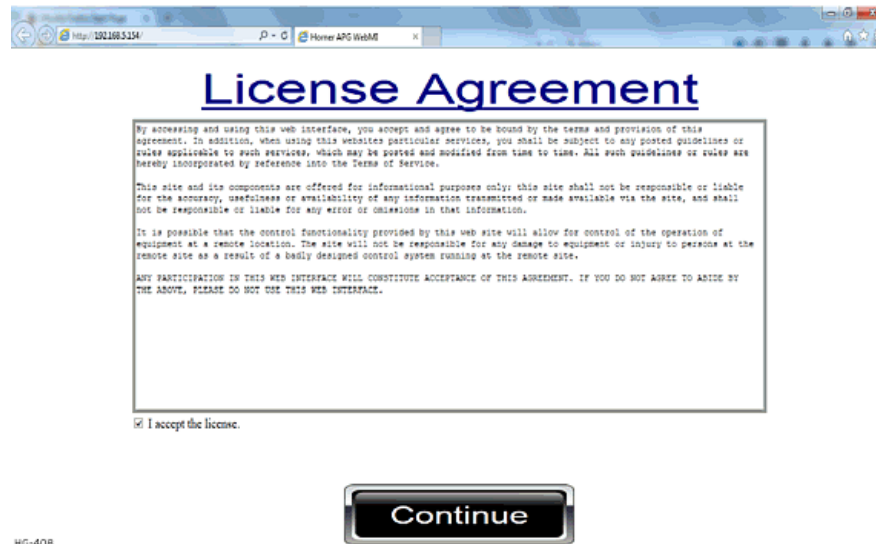 http://192.168.5.154/
Horner APG WebMI
License Agreement
By accessing and using this web interface, you accept and agree to be bound by the terms and provision of this
agreement. In addition, when using this websites particular services, you shall be subject to any posted guidelines or
rules applicable to such services, which may be posted and modified from time to time. All such guidelines or rules are
hereby incorporated by reference into the Terms of Service.
This site and its components are offered for informational purposes only; this site shall not be responsible or liable
for the accuracy, usefulness or availability of any information transmitted or made available via the site, and shall
not be responsible or liable for any error or omissions in that information.
It is possible that the control functionality provided by this web site will allow for control of the operation of
equipment at a remote location. The site will not be responsible for any damage to equipment or injury to persons at the
remote site as a result of a badly designed control system running at the remote site.
ANY PARTICIPATION IN THIS WEB INTERFACE WILL CONSTITUTE ACCEPTANCE OF THIS AGREEMENT. IF YOU DO NOT AGREE TO ABIDE BY
THE ABOVE, PLEASE DO NOT USE THIS WEB INTERFACE.
I accept the license.
Continue